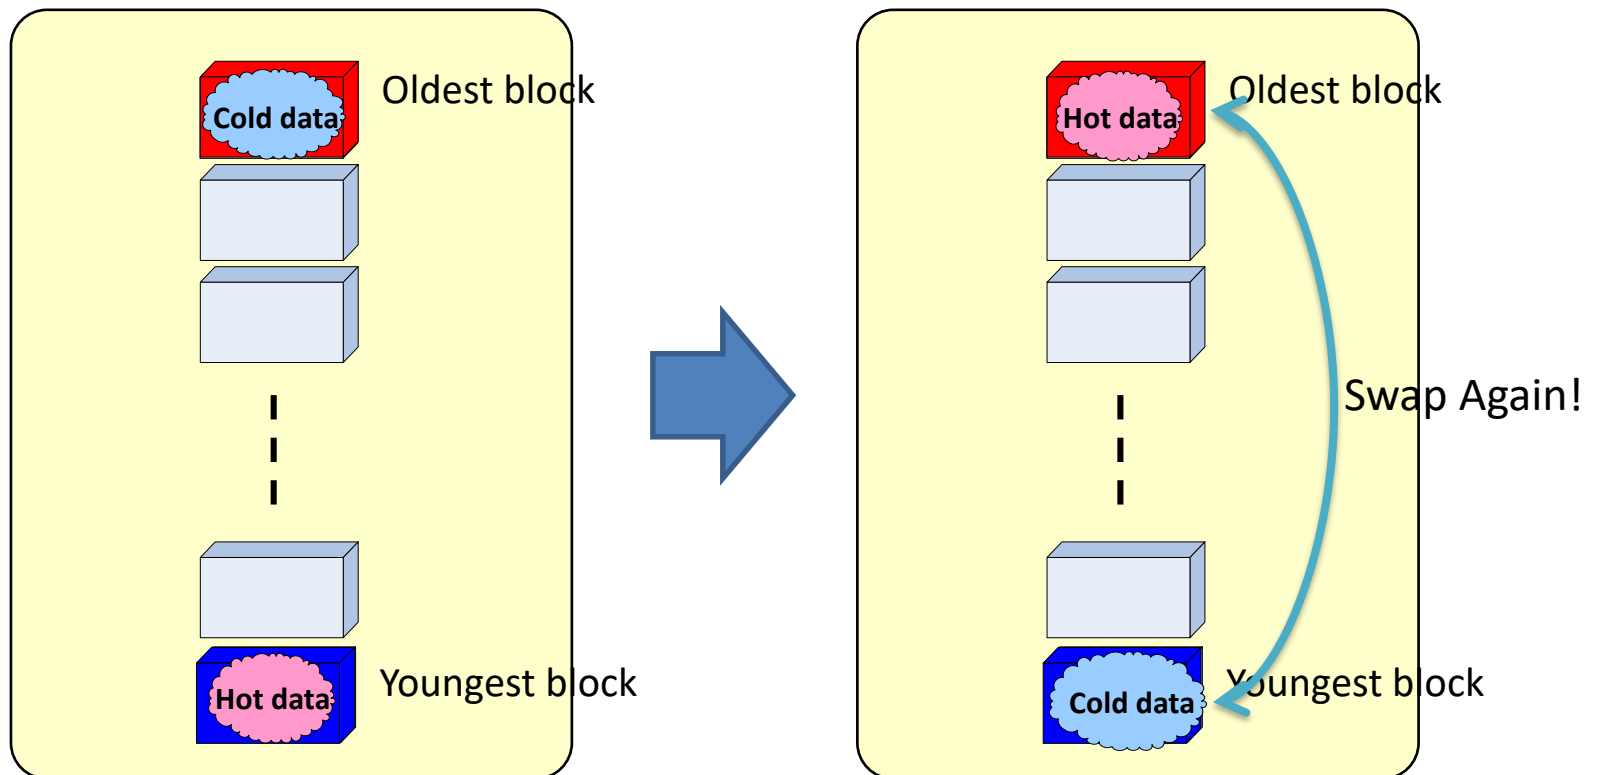 Oldest block
Cold data
Hot data
Youngest block
Oldest block
Hot data
Swap Again!
Youngest block
Cold data